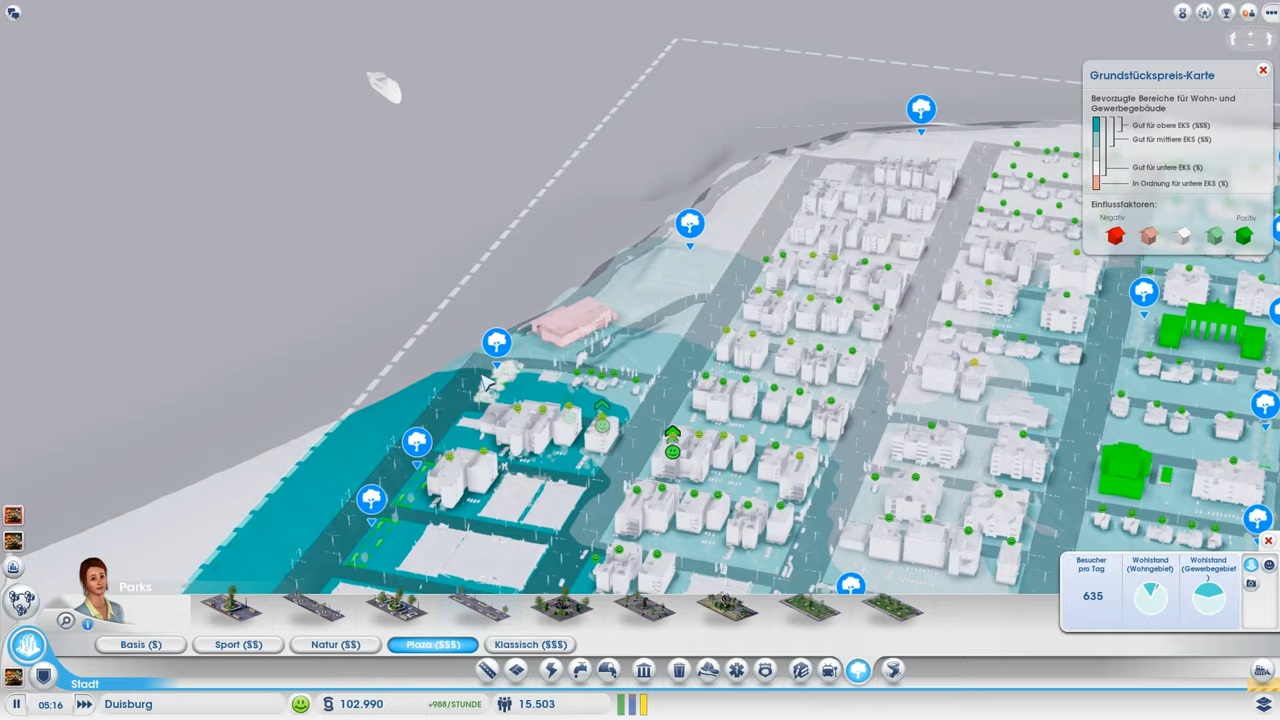 Grundstückspreis-Karte
Bevorzugte Bereiche für Wohn- und
Gewerbegebäude
Gut für obere EKS (§§§)
Gut für mittlere EKS (§§)
Gut für untere EKS (§)
In Ordnung für untere EKS (§)
Einflussfaktoren:
Negativ
Positiv
Besucher
pro Tag
635
Wohlstand
(Wohngebiet)
Wohlstand
(Gewerbegebiet
)
Parks
Basis (§)
Sport (§§)
Natur (§§)
Plaza (§§§)
Klassisch (§§§)
Stadt
05:16
Duisburg
102.990
+988/STUNDE
15.503